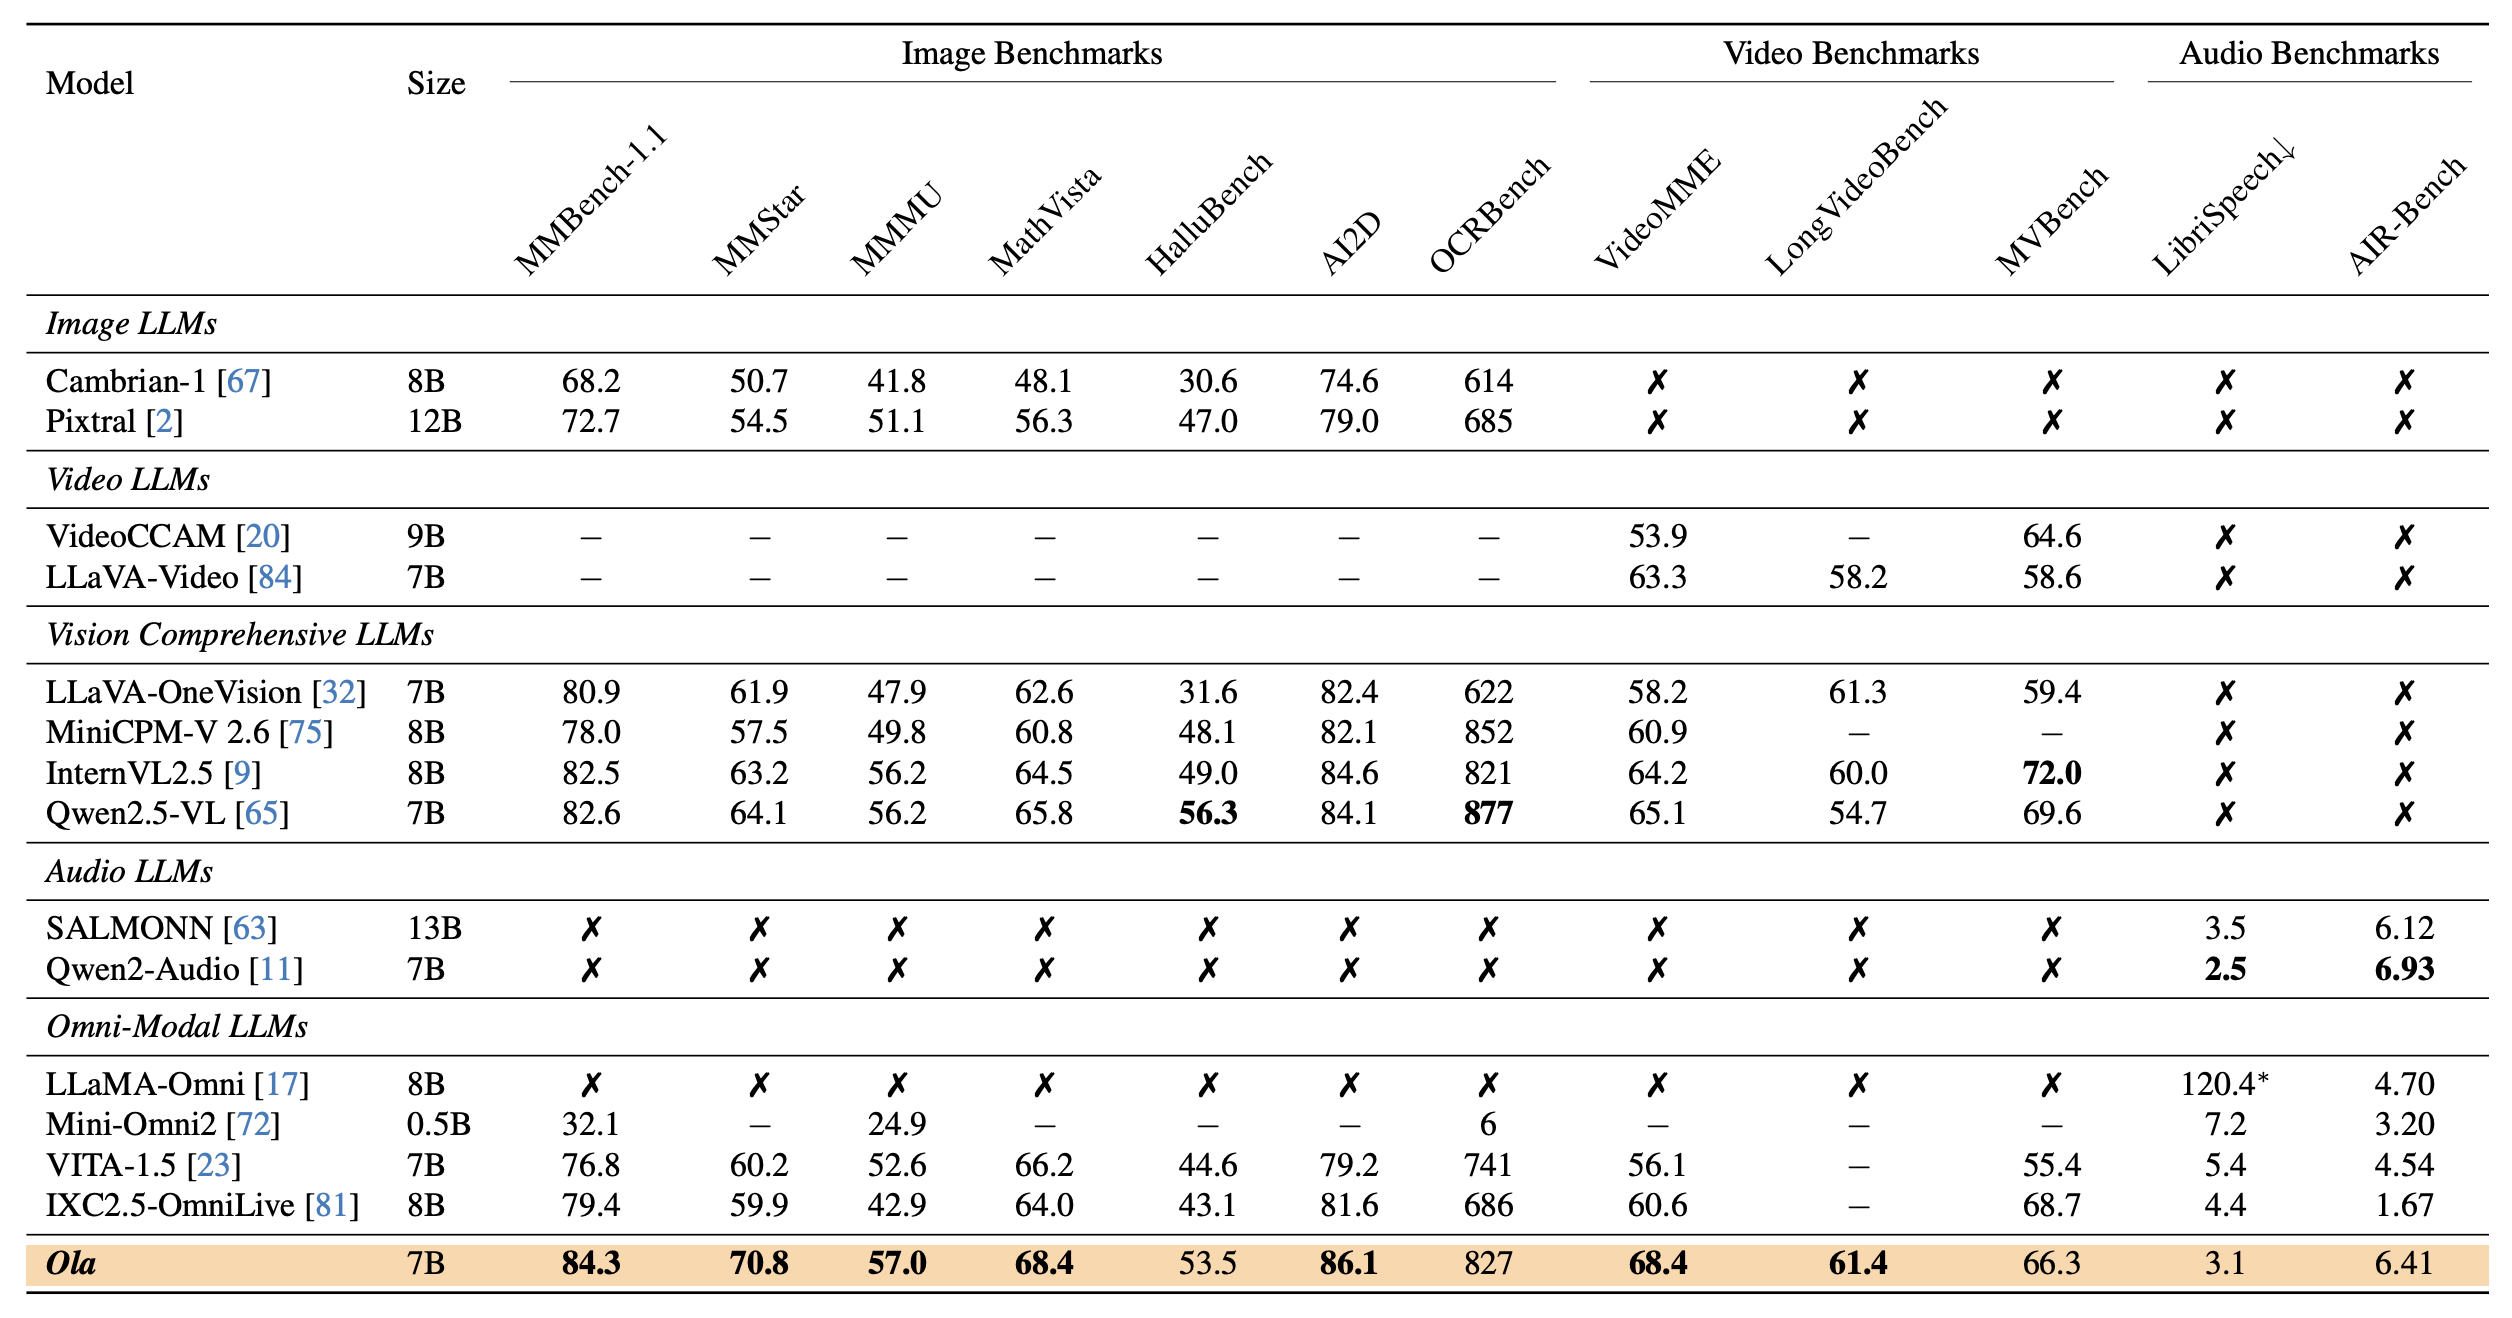 Model Size Image Benchmarks Video Benchmarks Audio Benchmarks
MMBench-1.1 MMStar MMMU MathVista HalluBench AI2D OCRBench VideoMME LongVideoBench MVBench LibriSpeech↓ AIR-Bench
Image LLMs
Cambrian-1 [67] 8B 68.2 50.7 41.8 48.1 30.6 74.6 614 ✗ ✗ ✗ ✗ ✗
Pixtral [2] 12B 72.7 54.5 51.1 56.3 47.0 79.0 685 ✗ ✗ ✗ ✗ ✗
Video LLMs
VideoCCAM [20] 9B – – – – – – – 53.9 – 64.6 ✗ ✗
LLaVA-Video [84] 7B – – – – – – – 63.3 58.2 58.6 ✗ ✗
Vision Comprehensive LLMs
LLaVA-OneVision [32] 7B 80.9 61.9 47.9 62.6 31.6 82.4 622 58.2 61.3 59.4 ✗ ✗
MiniCPM-V 2.6 [75] 8B 78.0 57.5 49.8 60.8 48.1 82.1 852 60.9 – – ✗ ✗
InternVL2.5 [9] 8B 82.5 63.2 56.2 64.5 49.0 84.6 821 64.2 60.0 72.0 ✗ ✗
Qwen2.5-VL [65] 7B 82.6 64.1 56.2 65.8 56.3 84.1 877 65.1 54.7 69.6 ✗ ✗
Audio LLMs
SALMONN [63] 13B ✗ ✗ ✗ ✗ ✗ ✗ ✗ ✗ ✗ ✗ 3.5 6.12
Qwen2-Audio [11] 7B ✗ ✗ ✗ ✗ ✗ ✗ ✗ ✗ ✗ ✗ 2.5 6.93
Omni-Modal LLMs
LLaMA-Omni [17] 8B ✗ ✗ ✗ ✗ ✗ ✗ ✗ ✗ ✗ ✗ 120.4* 4.70
Mini-Omni2 [72] 0.5B 32.1 – 24.9 – – – 6 – – – 7.2 3.20
VITA-1.5 [23] 7B 76.8 60.2 52.6 66.2 44.6 79.2 741 56.1 – 55.4 5.4 4.54
IXC2.5-OmniLive [81] 8B 79.4 59.9 42.9 64.0 43.1 81.6 686 60.6 – 68.7 4.4 1.67
Ola 7B 84.3 70.8 57.0 68.4 53.5 86.1 827 68.4 61.4 66.3 3.1 6.41